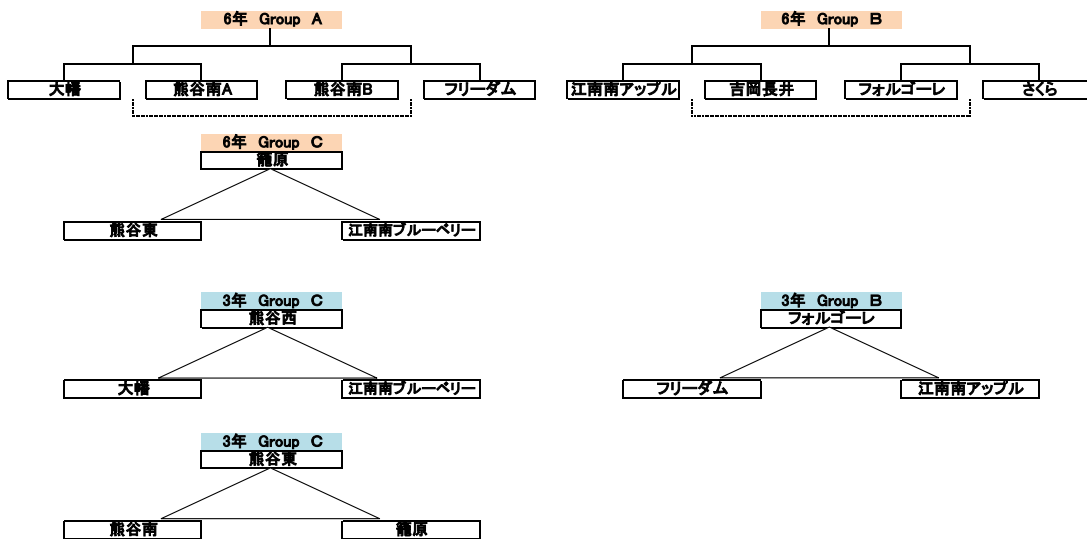 6年 Group A
大幡
熊谷南A
熊谷南B
フリーダム
6年 Group B
江南南アップル
吉岡長井
フォルゴーレ
さくら
6年 Group C
籠原
熊谷東
江南南ブルーベリー
3年 Group C
熊谷西
大幡
江南南ブルーベリー
3年 Group B
フォルゴーレ
フリーダム
江南南アップル
3年 Group C
熊谷東
熊谷南
籠原